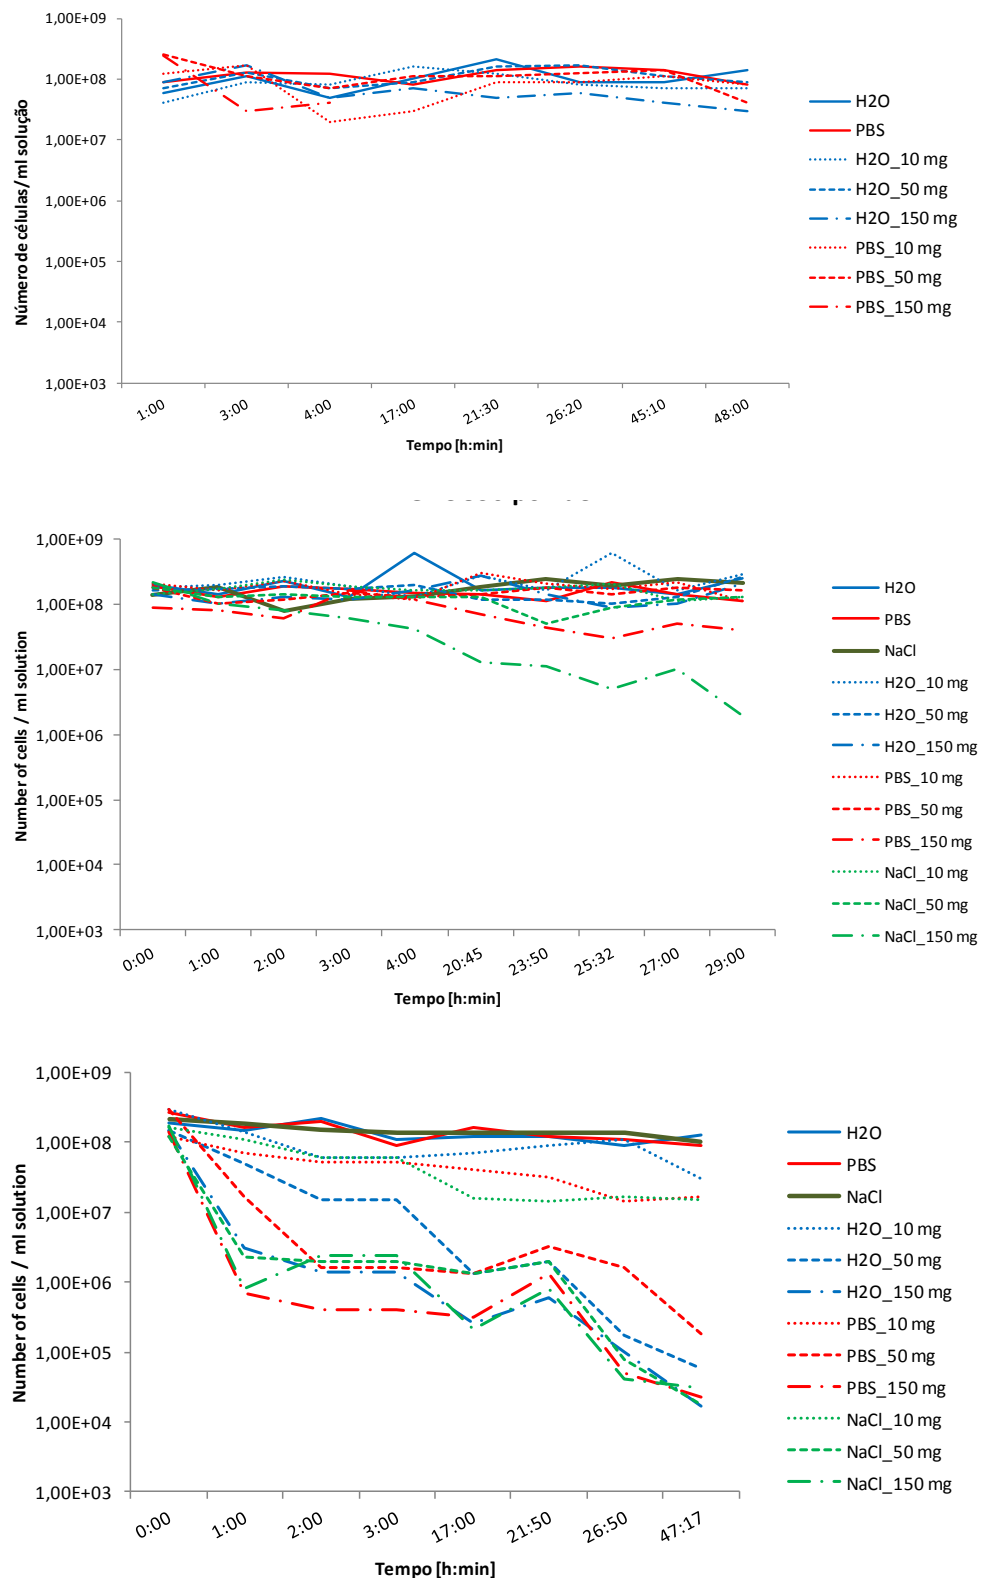 1,00E+09
1,00E+08
1,00E+07
1,00E+06
1,00E+05
1,00E+04
1,00E+03
Número de células/ ml solução
1:00 3:00 4:00 17:00 21:30 26:20 45:10 48:00
Tempo [h:min]
H2O
PBS
H2O_10 mg
H2O_50 mg
H2O_150 mg
PBS_10 mg
PBS_50 mg
PBS_150 mg
1,00E+09
1,00E+08
1,00E+07
1,00E+06
1,00E+05
1,00E+04
1,00E+03
Number of cells / ml solution
0:00 1:00 2:00 3:00 4:00 20:45 23:50 25:32 27:00 29:00
Tempo [h:min]
H2O
PBS
NaCl
H2O_10 mg
H2O_50 mg
H2O_150 mg
PBS_10 mg
PBS_50 mg
PBS_150 mg
NaCl_10 mg
NaCl_50 mg
NaCl_150 mg
1,00E+09
1,00E+08
1,00E+07
1,00E+06
1,00E+05
1,00E+04
1,00E+03
Number of cells / ml solution
0:00 1:00 2:00 3:00 17:00 21:50 26:50 47:17
Tempo [h:min]
H2O
PBS
NaCl
H2O_10 mg
H2O_50 mg
H2O_150 mg
PBS_10 mg
PBS_50 mg
PBS_150 mg
NaCl_10 mg
NaCl_50 mg
NaCl_150 mg